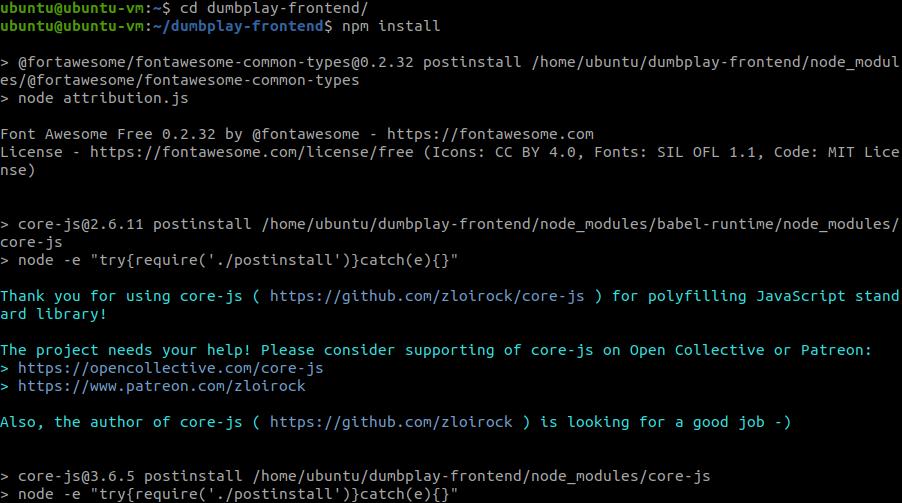 ubuntu@ubuntu-vm:~$ cd dumbplay-frontend/
ubuntu@ubuntu-vm:~/dumbplay-frontend$ npm install
> @fortawesome/fontawesome-common-types@0.2.32 postinstall /home/ubuntu/dumbplay-frontend/node_modul
es/@fortawesome/fontawesome-common-types
> node attribution.js
Font Awesome Free 0.2.32 by @fontawesome - https://fontawesome.com
License - https://fontawesome.com/license/free (Icons: CC BY 4.0, Fonts: SIL OFL 1.1, Code: MIT Lice
nse)
> core-js@2.6.11 postinstall /home/ubuntu/dumbplay-frontend/node_modules/babel-runtime/node_modules/
core-js
> node -e "try{require('./postinstall')}catch(e){}"
Thank you for using core-js ( https://github.com/zloirock/core-js ) for polyfilling JavaScript stand
ard library!
The project needs your help! Please consider supporting of core-js on Open Collective or Patreon:
> https://opencollective.com/core-js
> https://www.patreon.com/zloirock
Also, the author of core-js ( https://github.com/zloirock ) is looking for a good job -)
> core-js@3.6.5 postinstall /home/ubuntu/dumbplay-frontend/node_modules/core-js
> node -e "try{require('./postinstall')}catch(e){}"